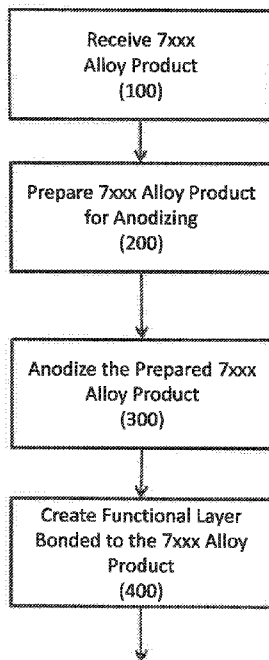 Receive 7xxx
Alloy Product
(100)
Prepare 7xxx Alloy Product
for Anodizing
(200)
Anodize the Prepared 7xxx
Alloy Product
(300)
Create Functional Layer
Bonded to the 7xxx Alloy
Product
(400)